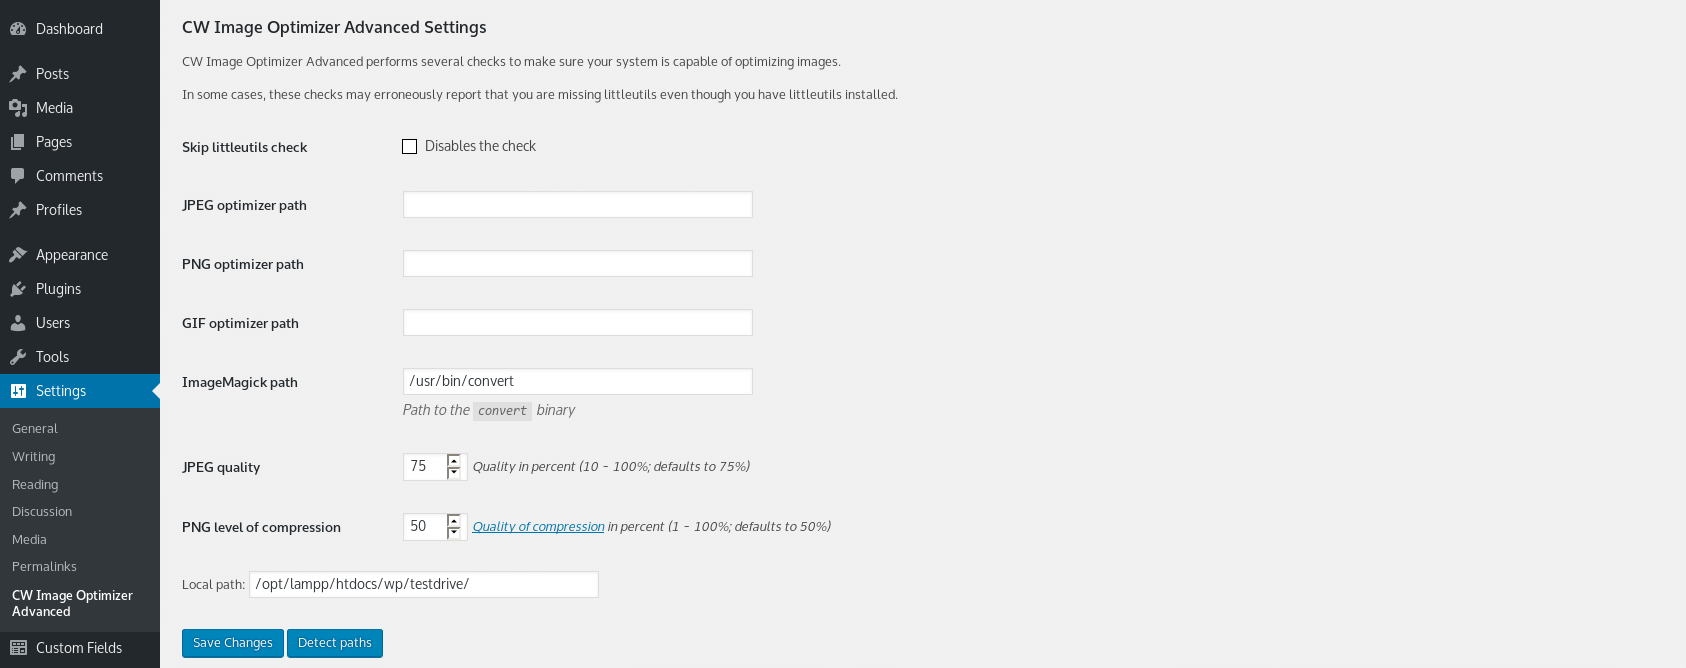 Dashboard
Posts
Media
Pages
Comments
Profiles
Appearance
Plugins
Users
Tools
Settings
General
Writing
Reading
Discussion
Media
Permalinks
CW Image Optimizer
Advanced
Custom Fields
CW Image Optimizer Advanced Settings
CW Image Optimizer Advanced performs several checks to make sure your system is capable of optimizing images.
In some cases, these checks may erroneously report that you are missing littleutils even though you have littleutils installed.
Skip littleutils check Disables the check
JPEG optimizer path
PNG optimizer path
GIF optimizer path
ImageMagick path /usr/bin/convert
Path to the convert binary
JPEG quality 75 Quality in percent (10 - 100%; defaults to 75%)
PNG level of compression 50 Quality of compression in percent (1 - 100%; defaults to 50%)
Local path: /opt/lampp/htdocs/wp/testdrive/
Save Changes Detect paths